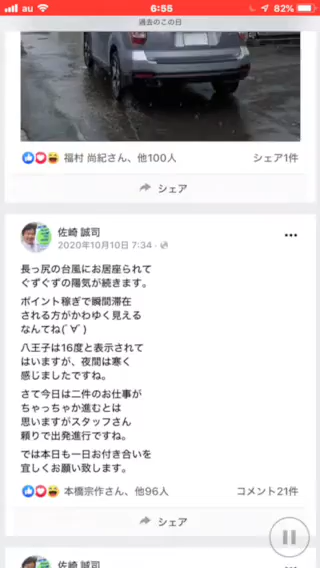 au 6:55 82%
過去のこの日
福村 尚紀さん、他100人 シェア1件
シェア
佐崎 誠司
2020年10月10日 7:34
長っ尻の台風にお居座られて
ぐずぐずの陽気が続きます。
ポイント稼ぎで瞬間滞在
される方がかわゆく見える
なんてね(´∀`)
八王子は16度と表示されて
はいますが、夜間は寒く
感じましたですね。
さて今日は二件のお仕事が
ちゃっちゃか進むとは
思いますがスタッフさん
頼りで出発進行ですね。
では本日も一日お付き合いを
宜しくお願い致します。
本橋宗作さん、他96人 コメント21件
シェア
佐崎 誠司